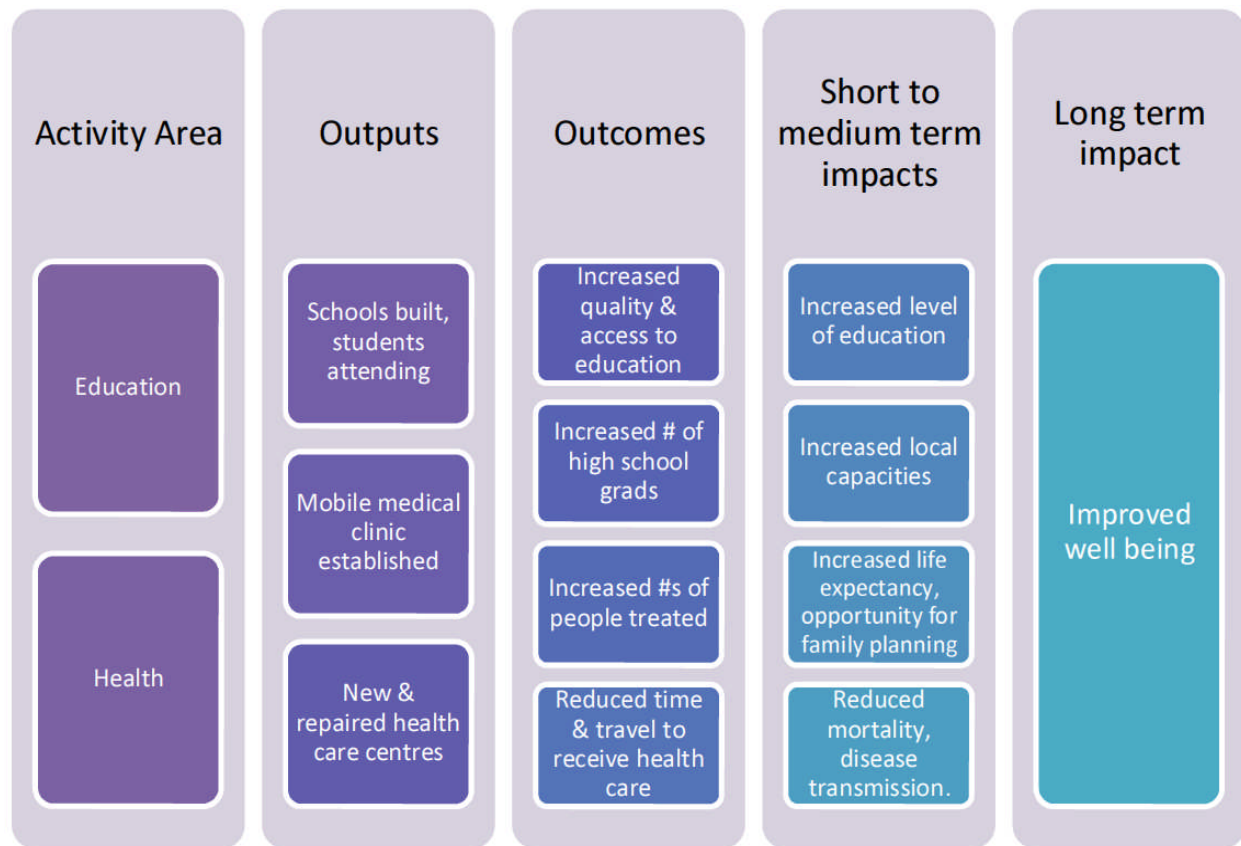 Activity Area
Outputs
Outcomes
Short to
medium term
impacts
Long term
impact
Education
Health
Schools built,
students
attending
Mobile medical
clinic
established
New &
repaired health
care centres
Increased
quality &
access to
education
Increased # of
high school
grads
Increased #s of
people treated
Reduced time
& travel to
receive health
care
Increased level
of education
Increased local
capacities
Increased life
expectancy,
opportunity for
family planning
Reduced
mortality,
disease
transmission.
Improved
well being